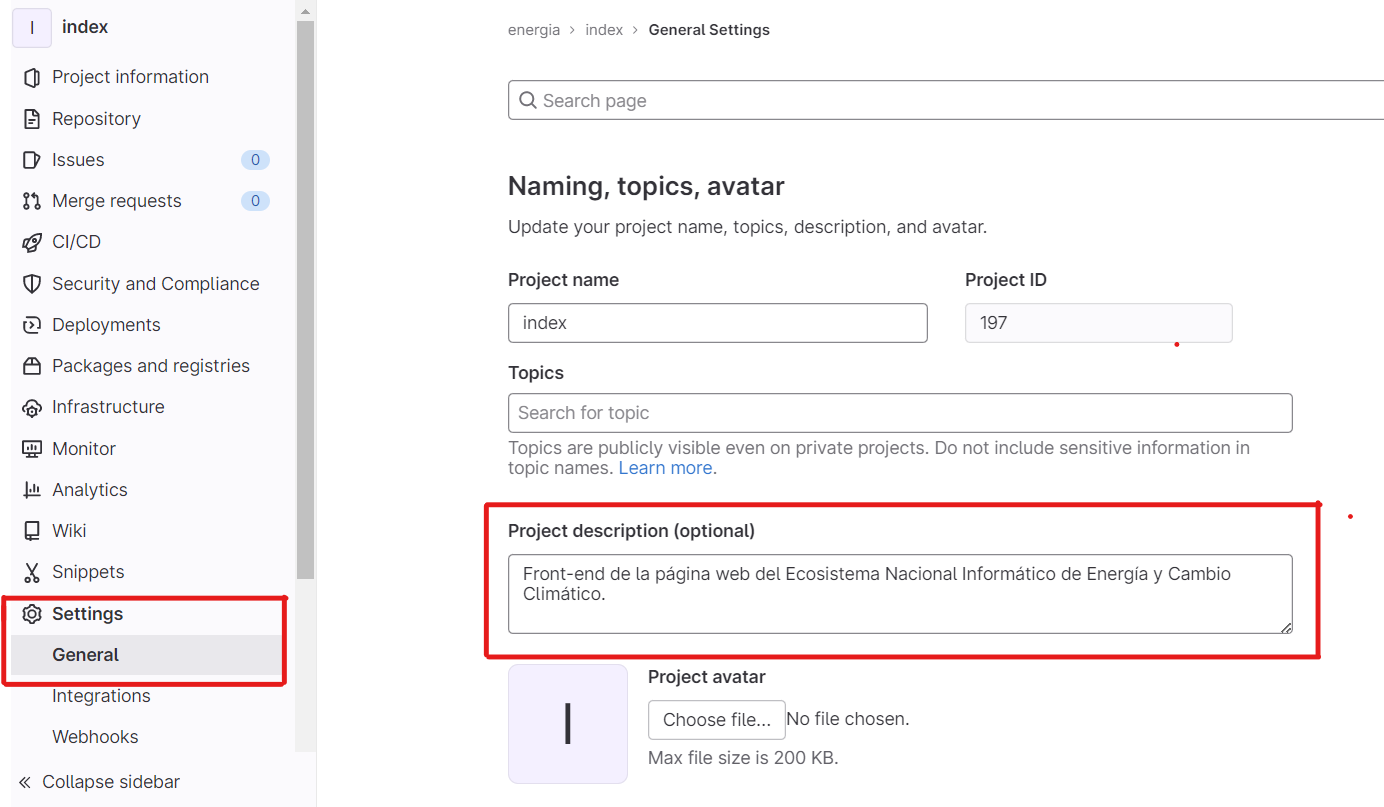 I index
Project information
Repository
Issues 0
Merge requests 0
CI/CD
Security and Compliance
Deployments
Packages and registries
Infrastructure
Monitor
Analytics
Wiki
Snippets
Settings
General
Integrations
Webhooks
Collapse sidebar
energia › index › General Settings
Search page
Naming, topics, avatar
Update your project name, topics, description, and avatar.
Project name
index
Project ID
197
Topics
Search for topic
Topics are publicly visible even on private projects. Do not include sensitive information in
topic names. Learn more.
Project description (optional)
Front-end de la página web del Ecosistema Nacional Informático de Energía y Cambio
Climático.
I
Project avatar
Choose file... No file chosen.
Max file size is 200 KB.